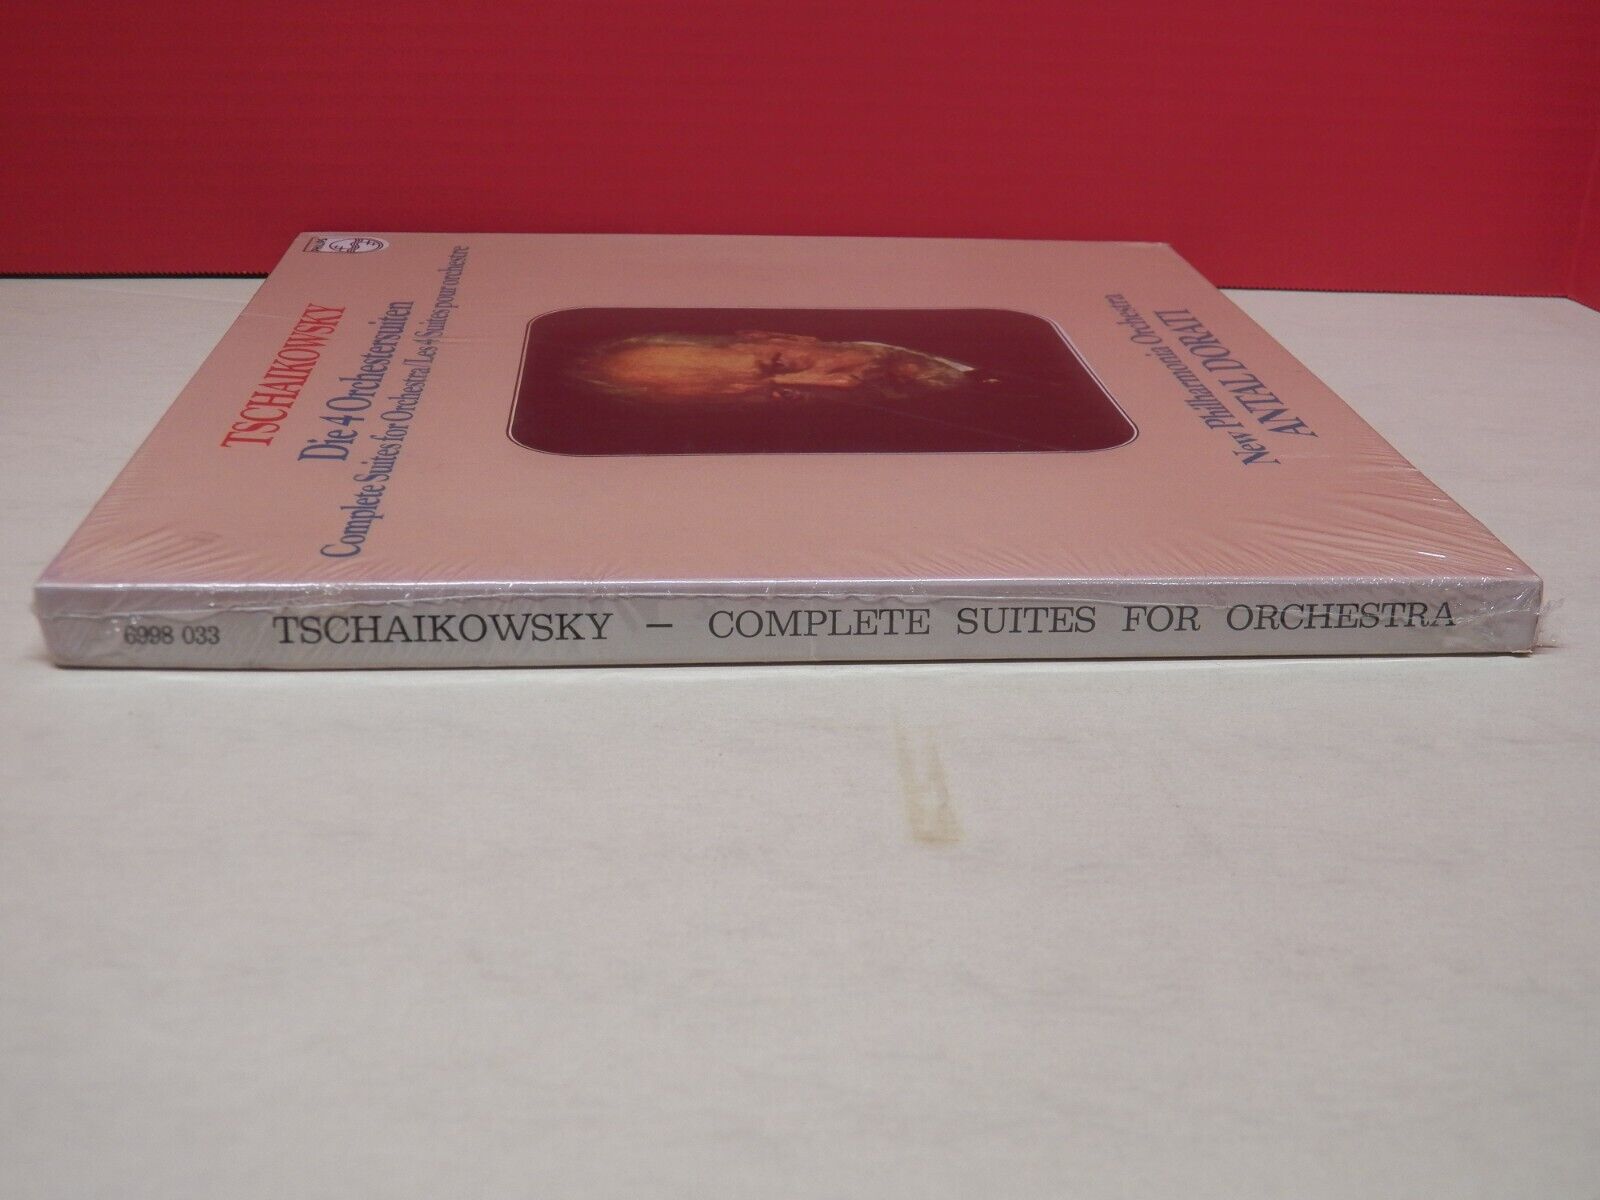 PHILIPS
TSCHAIKOWSKY
Die 4 Orchestersuiten
Complete Suites for Orchestra/Les 4 Suites pour orchestre
New Philharmonia Orchestra
ANTAL DORATI
6998 033 TSCHAIKOWSKY – COMPLETE SUITES FOR ORCHESTRA